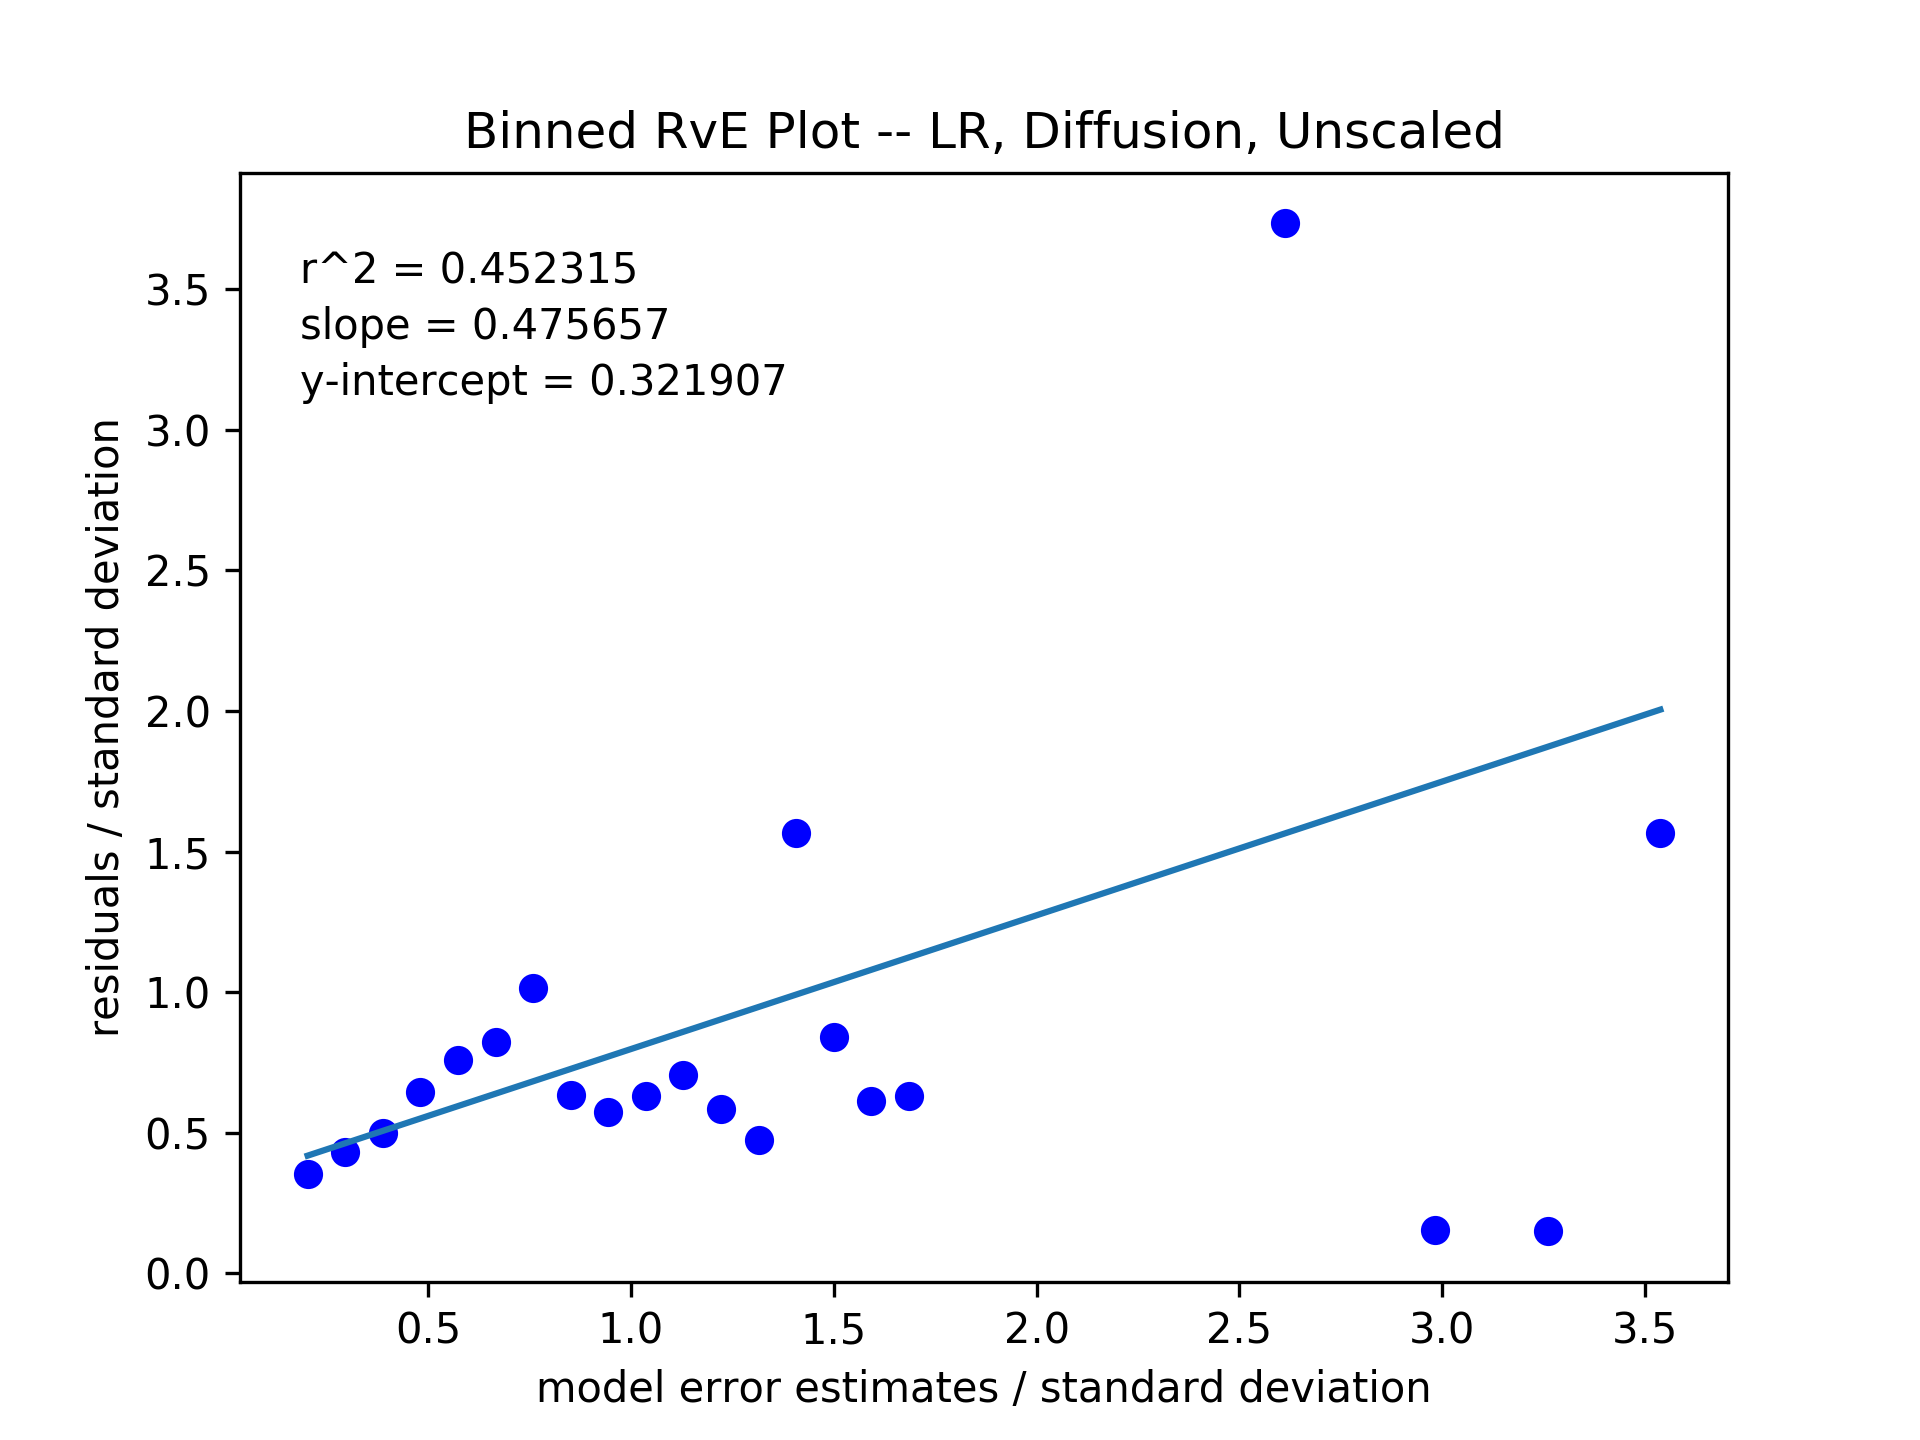 Binned RvE Plot -- LR, Diffusion, Unscaled
r^2 = 0.452315
slope = 0.475657
y-intercept = 0.321907
residuals / standard deviation
3.5
3.0
2.5
2.0
1.5
1.0
0.5
0.0
0.5 1.0 1.5 2.0 2.5 3.0 3.5
model error estimates / standard deviation